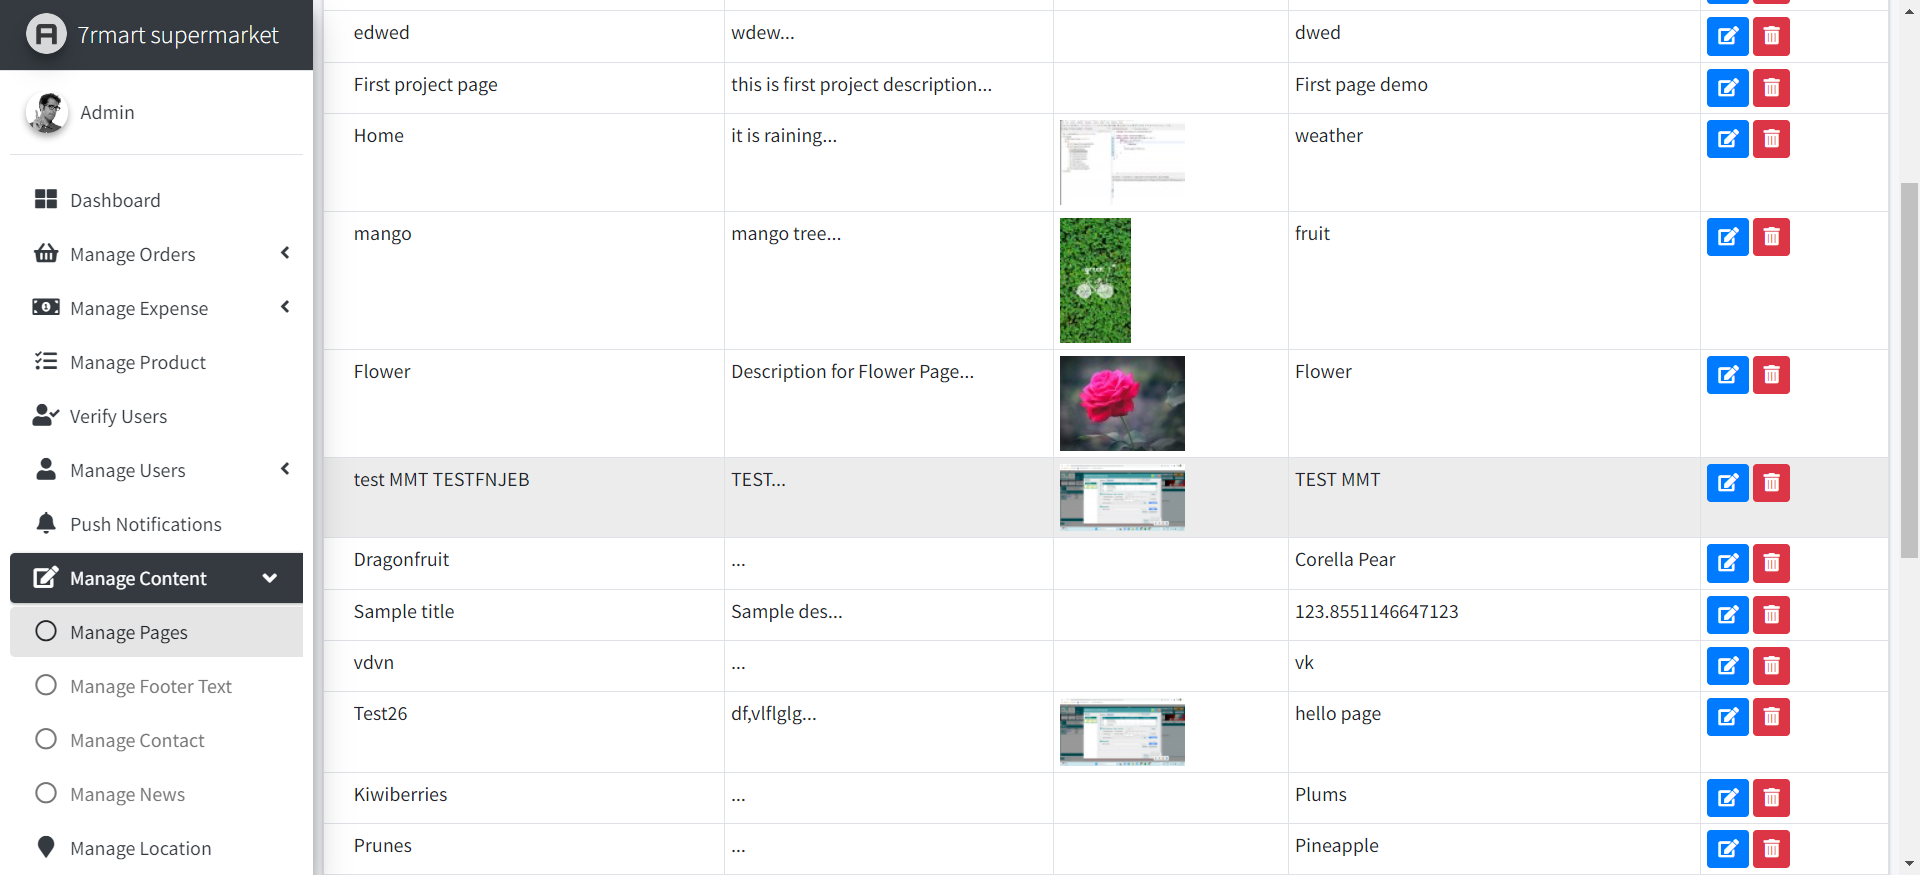 7rmart supermarket
Admin
Dashboard
Manage Orders
Manage Expense
Manage Product
Verify Users
Manage Users
Push Notifications
Manage Content
Manage Pages
Manage Footer Text
Manage Contact
Manage News
Manage Location
edwed wdew... dwed
First project page this is first project description... First page demo
Home it is raining... weather
mango mango tree... fruit
Flower Description for Flower Page... Flower
test MMT TESTFNJEB TEST... TEST MMT
Dragonfruit ... Corella Pear
Sample title Sample des... 123.8551146647123
vdvn ... vk
Test26 df,vlflglg... hello page
Kiwiberries ... Plums
Prunes ... Pineapple